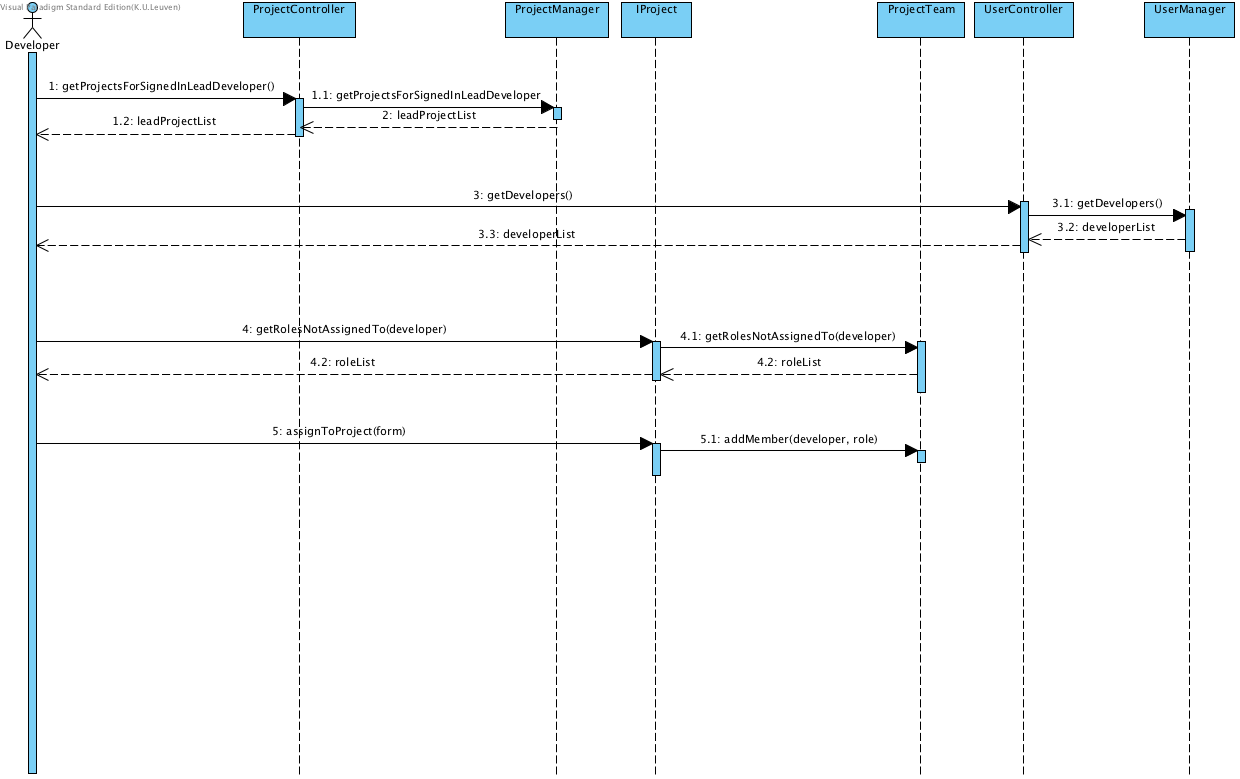 Visual Paradigm Standard Edition(K.U.Leuven)
ProjectController
ProjectManager
IProject
ProjectTeam
UserController
UserManager
Developer
1: getProjectsForSignedInLeadDeveloper()
1.1: getProjectsForSignedInLeadDeveloper
2: leadProjectList
1.2: leadProjectList
3: getDevelopers()
3.1: getDevelopers()
3.2: developerList
3.3: developerList
4: getRolesNotAssignedTo(developer)
4.1: getRolesNotAssignedTo(developer)
4.2: roleList
4.2: roleList
5: assignToProject(form)
5.1: addMember(developer, role)